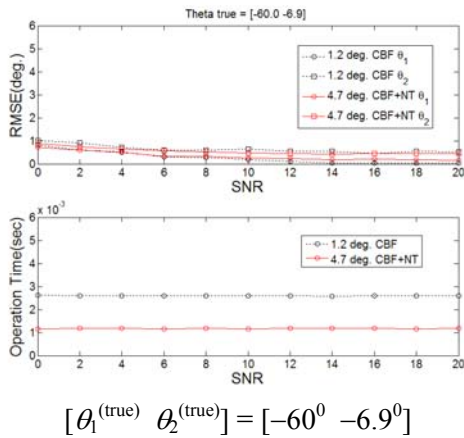 Theta true = [-60.0 -6.9]
6
5
4
3
2
1
0
RMSE(deg.)
1.2 deg. CBF θ1
1.2 deg. CBF θ2
4.7 deg. CBF+NT θ1
4.7 deg. CBF+NT θ2
0 2 4 6 8 10 12 14 16 18 20
SNR
x 10^-3
6
5
4
3
2
1
0
Operation Time(sec)
1.2 deg. CBF
4.7 deg. CBF+NT
0 2 4 6 8 10 12 14 16 18 20
SNR
[θ1^(true) θ2^(true)] = [−60^0 −6.9^0]